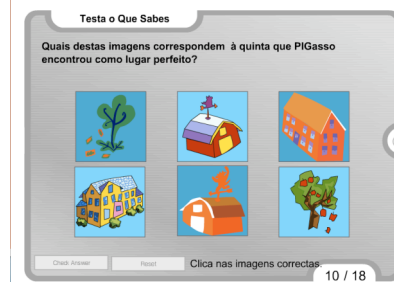 Testa o Que Sabes
Quais destas imagens correspondem à quinta que PIGasso
encontrou como lugar perfeito?
Check Answer
Reset
Clica nas imagens correctas.
10 / 18